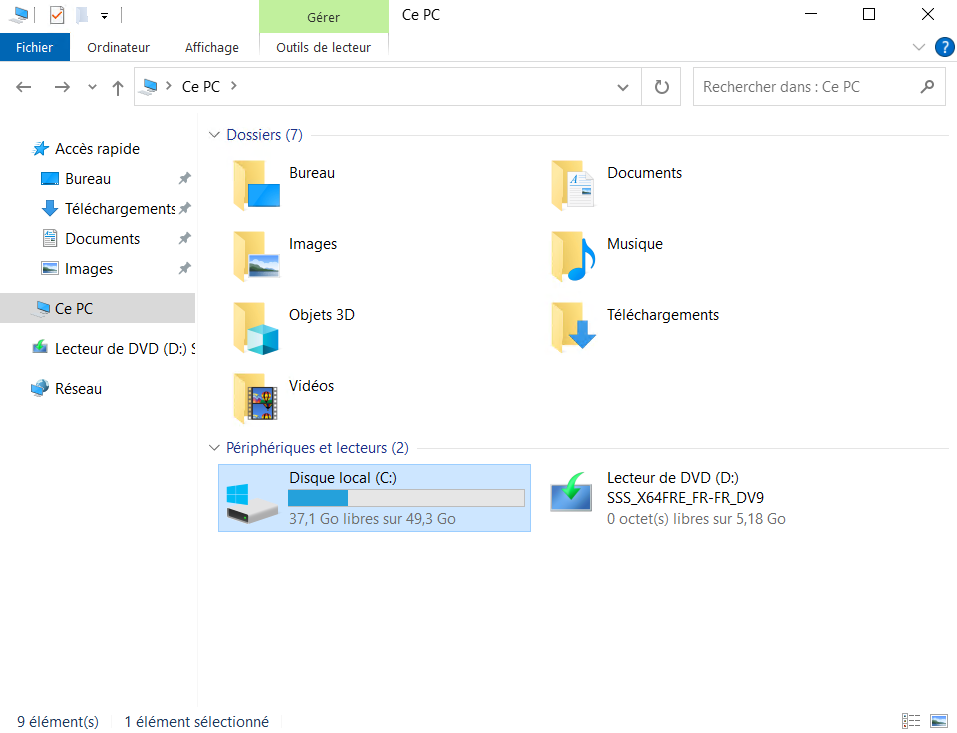 Gérer
Ce PC
Fichier
Ordinateur
Affichage
Outils de lecteur
?
Ce PC
Rechercher dans : Ce PC
Accès rapide
Bureau
Téléchargements
Documents
Images
Ce PC
Lecteur de DVD (D:) S
Réseau
Dossiers (7)
Bureau
Documents
Images
Musique
Objets 3D
Téléchargements
Vidéos
Périphériques et lecteurs (2)
Disque local (C:)
37,1 Go libres sur 49,3 Go
Lecteur de DVD (D:)
SSS_X64FRE_FR-FR_DV9
0 octet(s) libres sur 5,18 Go
9 élément(s)
1 élément sélectionné